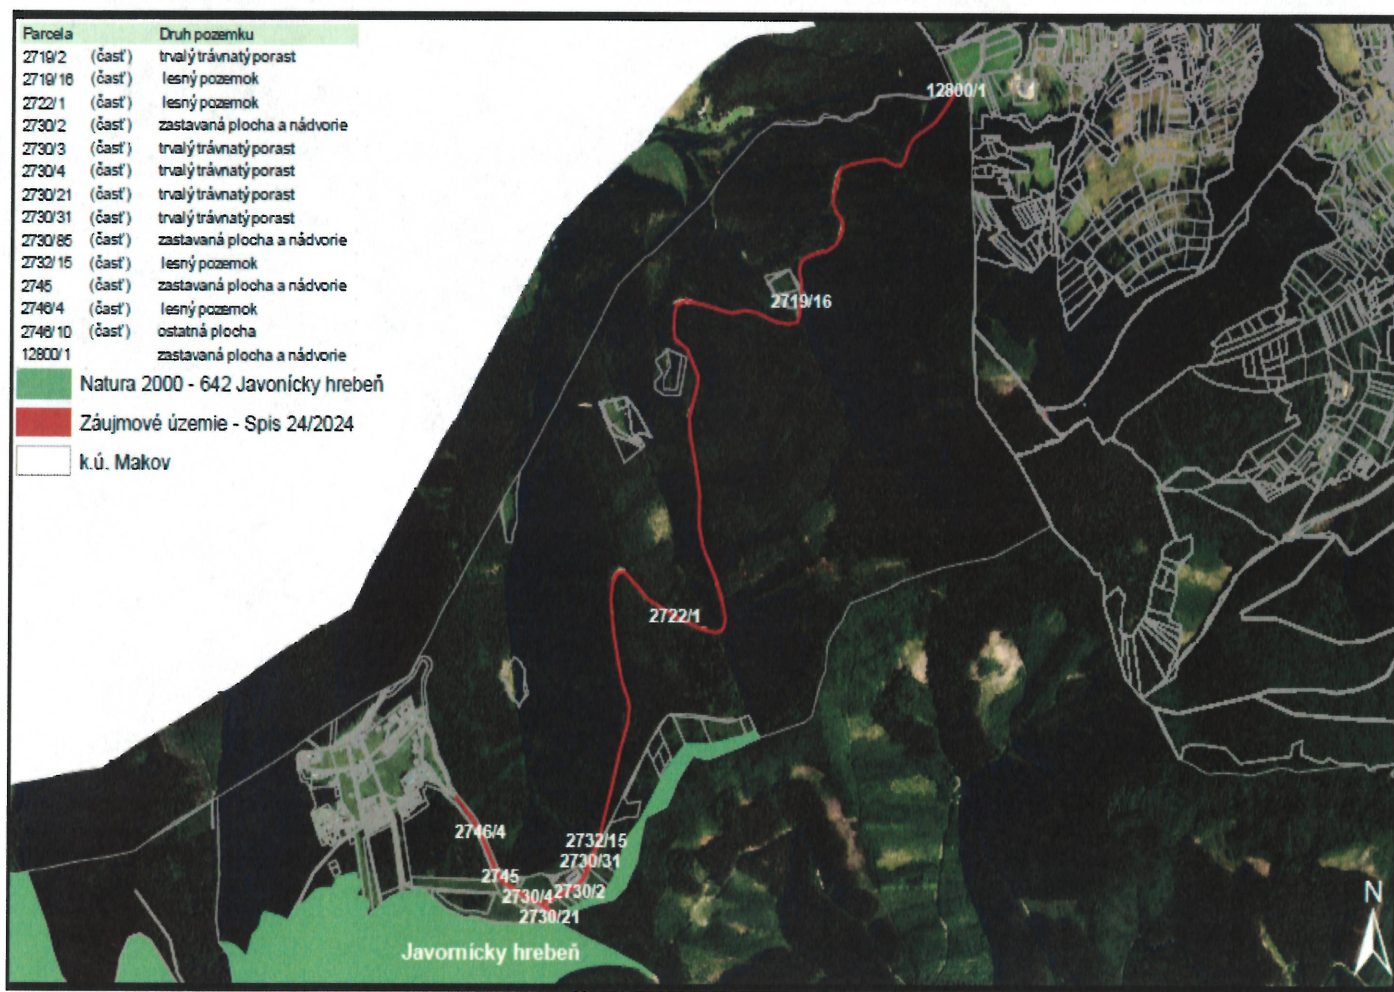 Parcela Druh pozemku
2719/2 (časť) trvalý trávnatý porast
2719/16 (časť) lesný pozemok
2722/1 (časť) lesný pozemok
2730/2 (časť) zastavaná plocha a nádvorie
2730/3 (časť) trvalý trávnatý porast
2730/4 (časť) trvalý trávnatý porast
2730/21 (časť) trvalý trávnatý porast
2730/31 (časť) trvalý trávnatý porast
2730/85 (časť) zastavaná plocha a nádvorie
2732/15 (časť) lesný pozemok
2745 (časť) zastavaná plocha a nádvorie
2746/4 (časť) lesný pozemok
2746/10 (časť) ostatná plocha
12800/1 zastavaná plocha a nádvorie
Natura 2000 - 642 Javonícky hrebeň
Záujmové územie - Spis 24/2024
k.ú. Makov
12800/1
2719/16
2722/1
2746/4
2732/15
2730/31
2745
2730/4
2730/2
2730/21
Javornícky hrebeň
N